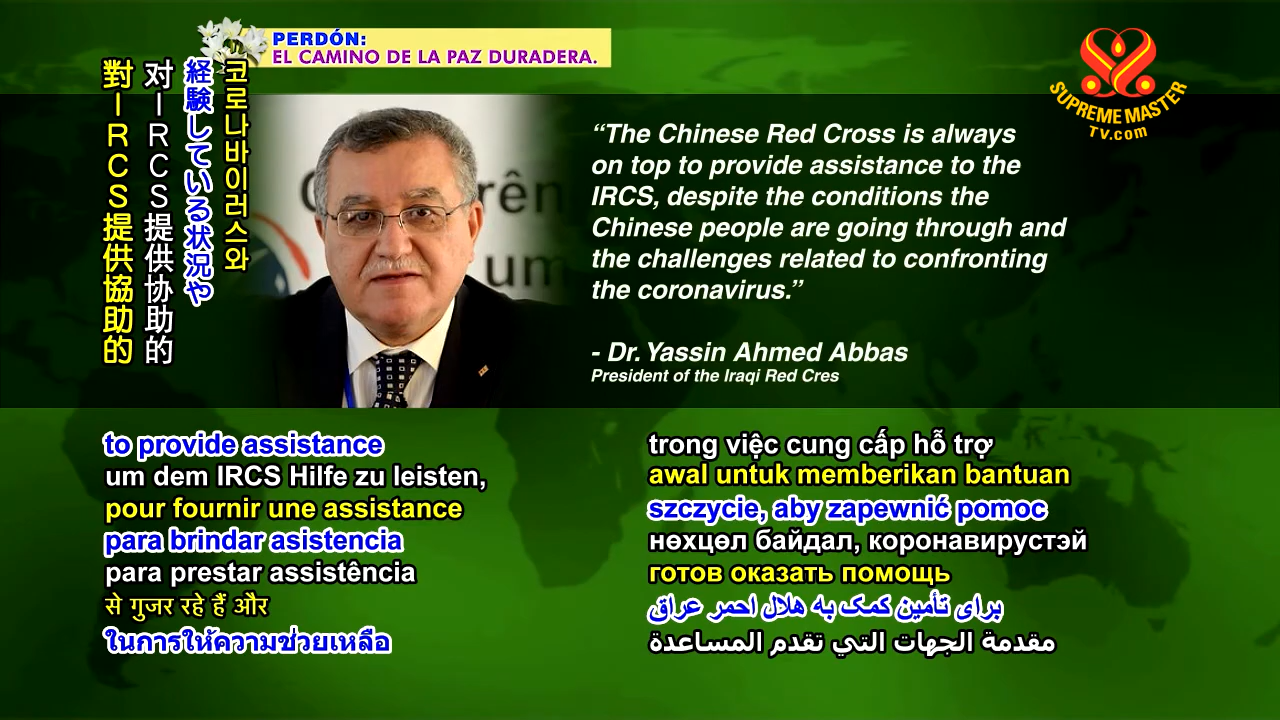 PERDÓN:
EL CAMINO DE LA PAZ DURADERA.
SUPREME MASTER
TV.com
對IRCS提供協助的
对IRCS提供协助的
経験している状況や
코로나바이러스와
“The Chinese Red Cross is always
on top to provide assistance to the
IRCS, despite the conditions the
Chinese people are going through and
the challenges related to confronting
the coronavirus.”
- Dr. Yassin Ahmed Abbas
President of the Iraqi Red Cres
to provide assistance
um dem IRCS Hilfe zu leisten,
pour fournir une assistance
para brindar asistencia
para prestar assistência
से गुजर रहे हैं और
ในการให้ความช่วยเหลือ
trong việc cung cấp hỗ trợ
awal untuk memberikan bantuan
szczycie, aby zapewnić pomoc
нөхцөл байдал, коронавирустэй
готов оказать помощь
برای تأمین کمک به هلال احمر عراق
مقدمة الجهات التي تقدم المساعدة